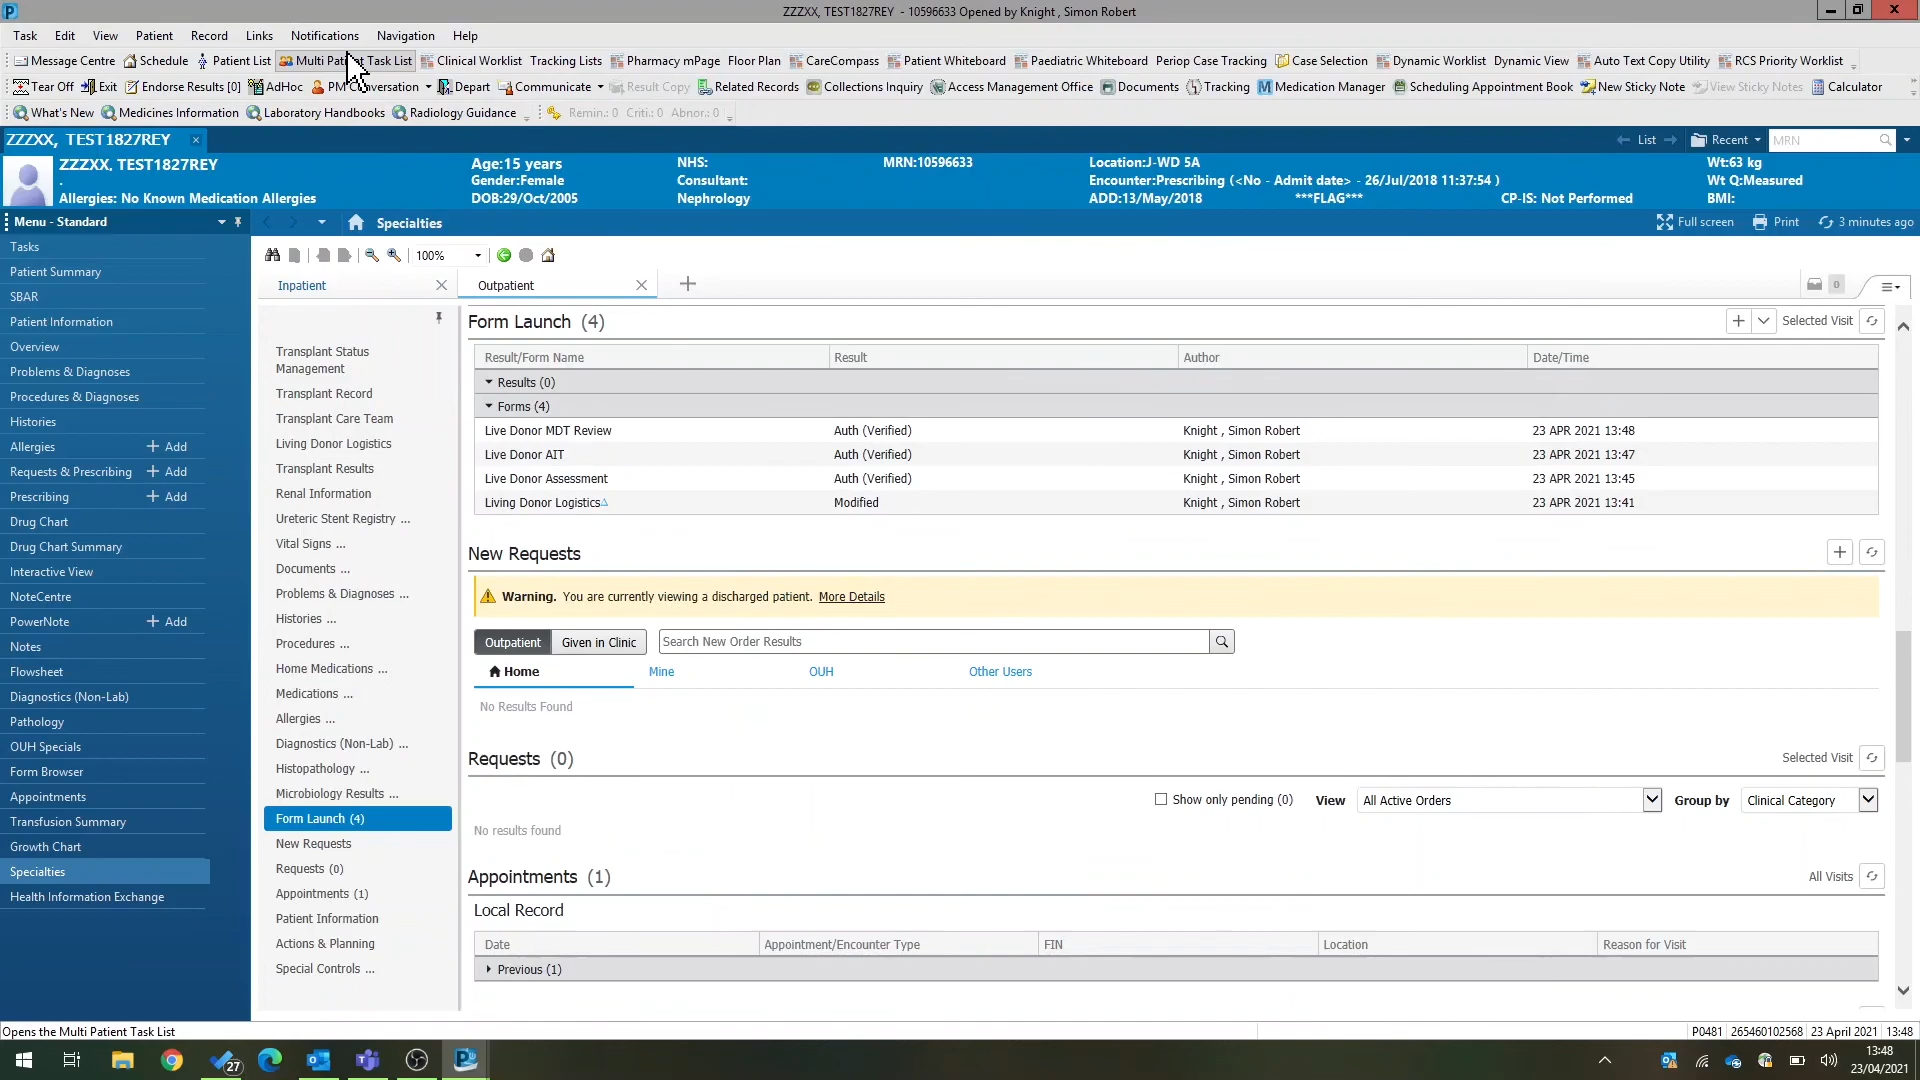 ZZZXX, TEST1827REY - 10596633 Opened by Knight , Simon Robert
Task Edit View Patient Record Links Notifications Navigation Help
Message Centre Schedule Patient List Multi Patient Task List Clinical Worklist Tracking Lists Pharmacy mPage Floor Plan CareCompass Patient Whiteboard Paediatric Whiteboard Periop Case Tracking Case Selection Dynamic Worklist Dynamic View Auto Text Copy Utility RCS Priority Worklist
Tear Off Exit Endorse Results [0] AdHoc PM Conversation Depart Communicate Result Copy Related Records Collections Inquiry Access Management Office Documents Tracking Medication Manager Scheduling Appointment Book New Sticky Note View Sticky Notes Calculator
What's New Medicines Information Laboratory Handbooks Radiology Guidance Remin.: 0 Criti.: 0 Abnor.: 0
ZZZXX, TEST1827REY × List Recent MRN
ZZZXX, TEST1827REY Age:15 years NHS: MRN:10596633 Location:J-WD 5A Wt:63 kg
. Gender:Female Consultant: Encounter:Prescribing (<No - Admit date> - 26/Jul/2018 11:37:54 ) Wt Q:Measured
Allergies: No Known Medication Allergies DOB:29/Oct/2005 Nephrology ADD:13/May/2018 ***FLAG*** CP-IS: Not Performed BMI:
Menu - Standard Specialties Full screen Print 3 minutes ago
Tasks
Patient Summary
SBAR
Patient Information
Overview
Problems & Diagnoses
Procedures & Diagnoses
Histories
Allergies + Add
Requests & Prescribing + Add
Prescribing + Add
Drug Chart
Drug Chart Summary
Interactive View
NoteCentre
PowerNote + Add
Notes
Flowsheet
Diagnostics (Non-Lab)
Pathology
OUH Specials
Form Browser
Appointments
Transfusion Summary
Growth Chart
Specialties
Health Information Exchange
100%
Inpatient Outpatient 0
Transplant Status
Management
Transplant Record
Transplant Care Team
Living Donor Logistics
Transplant Results
Renal Information
Ureteric Stent Registry ...
Vital Signs ...
Documents ...
Problems & Diagnoses ...
Histories ...
Procedures ...
Home Medications ...
Medications ...
Allergies ...
Diagnostics (Non-Lab) ...
Histopathology ...
Microbiology Results ...
Form Launch (4)
New Requests
Requests (0)
Appointments (1)
Patient Information
Actions & Planning
Special Controls ...
Form Launch (4) Selected Visit
Result/Form Name Result Author Date/Time
Results (0)
Forms (4)
Live Donor MDT Review Auth (Verified) Knight , Simon Robert 23 APR 2021 13:48
Live Donor AIT Auth (Verified) Knight , Simon Robert 23 APR 2021 13:47
Live Donor Assessment Auth (Verified) Knight , Simon Robert 23 APR 2021 13:45
Living Donor Logistics Modified Knight , Simon Robert 23 APR 2021 13:41
New Requests
Warning. You are currently viewing a discharged patient. More Details
Outpatient Given in Clinic Search New Order Results
Home Mine OUH Other Users
No Results Found
Requests (0) Selected Visit
Show only pending (0) View All Active Orders Group by Clinical Category
No results found
Appointments (1) All Visits
Local Record
Date Appointment/Encounter Type FIN Location Reason for Visit
Previous (1)
Opens the Multi Patient Task List P0481 265460102568 23 April 2021 13:48
27
13:48
23/04/2021